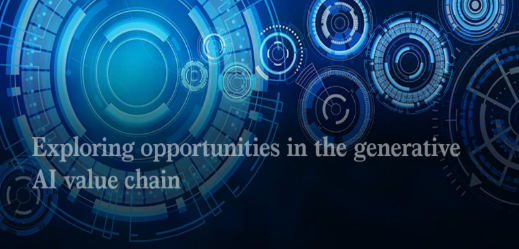 Exploring opportunities in the generative
AI value chain